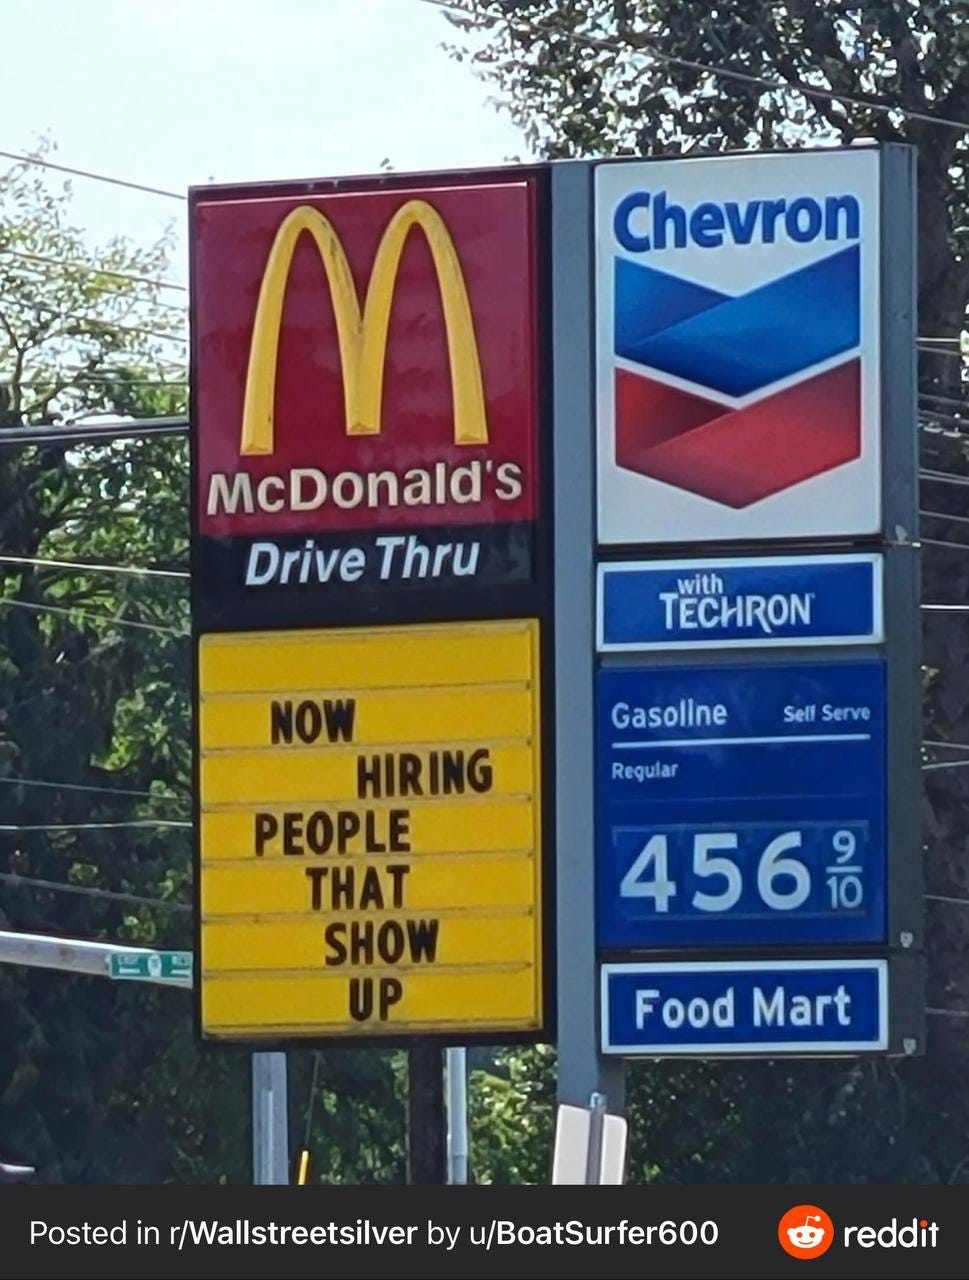 McDonald's
Drive Thru
NOW
HIRING
PEOPLE
THAT
SHOW
UP
Chevron
with
TECHRON
Gasoline Self Serve
Regular
456 9/10
Food Mart
Posted in r/Wallstreetsilver by u/BoatSurfer600
reddit